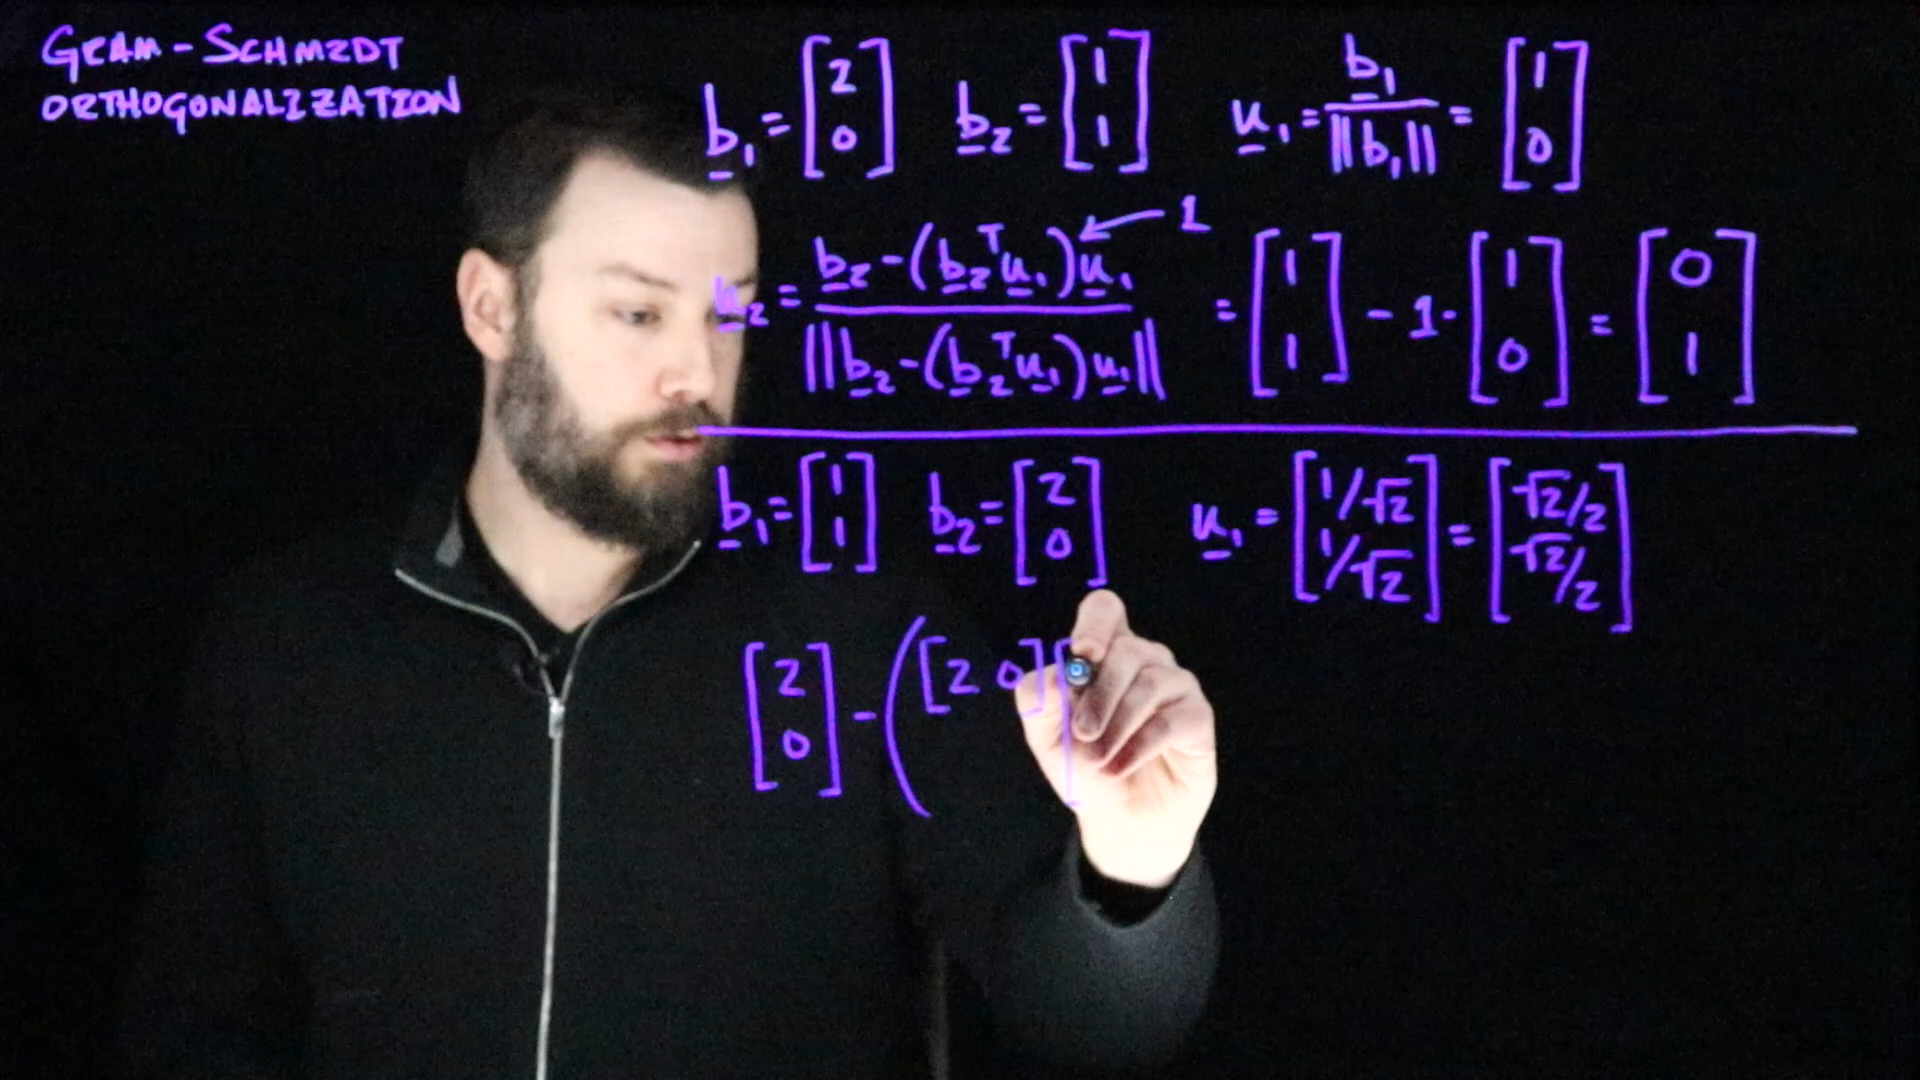 GRAM-SCHMIDT
ORTHOGONALIZATION
b₁ = [2 0] b₂ = [1 1] u₁ = b₁ / ||b₁|| = [1 0]
u₂ = b₂ - (b₂ᵀu₁)u₁ / ||b₂ - (b₂ᵀu₁)u₁|| = [1 1] - 1· [1 0] = [0 1]
← 1
b₁ = [1 1] b₂ = [2 0] u₁ = [1/√2 1/√2] = [√2/2 √2/2]
[2 0] - ([2 0] [